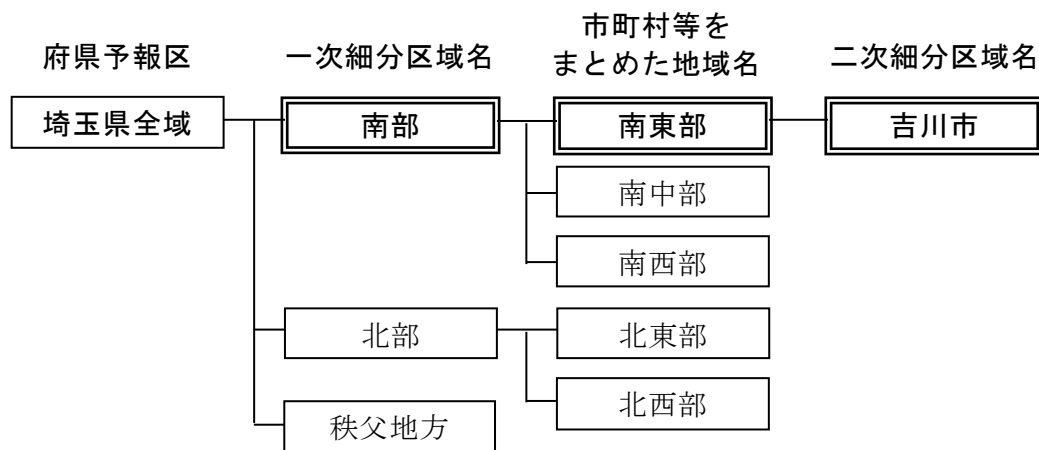 府県予報区
一次細分区域名
市町村等を
まとめた地域名
二次細分区域名
埼玉県全域
南部
南東部
吉川市
南中部
南西部
北部
北東部
北西部
秩父地方